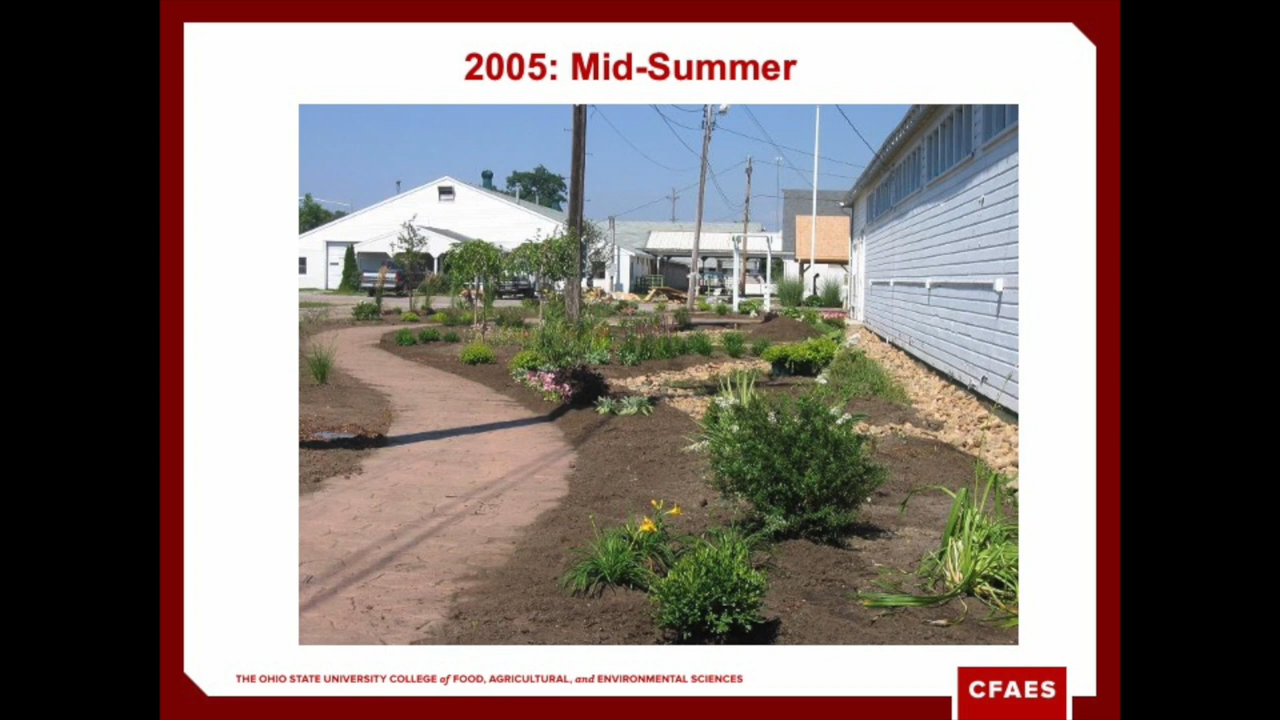 2005: Mid-Summer
THE OHIO STATE UNIVERSITY COLLEGE of FOOD, AGRICULTURAL, and ENVIRONMENTAL SCIENCES
CFAES